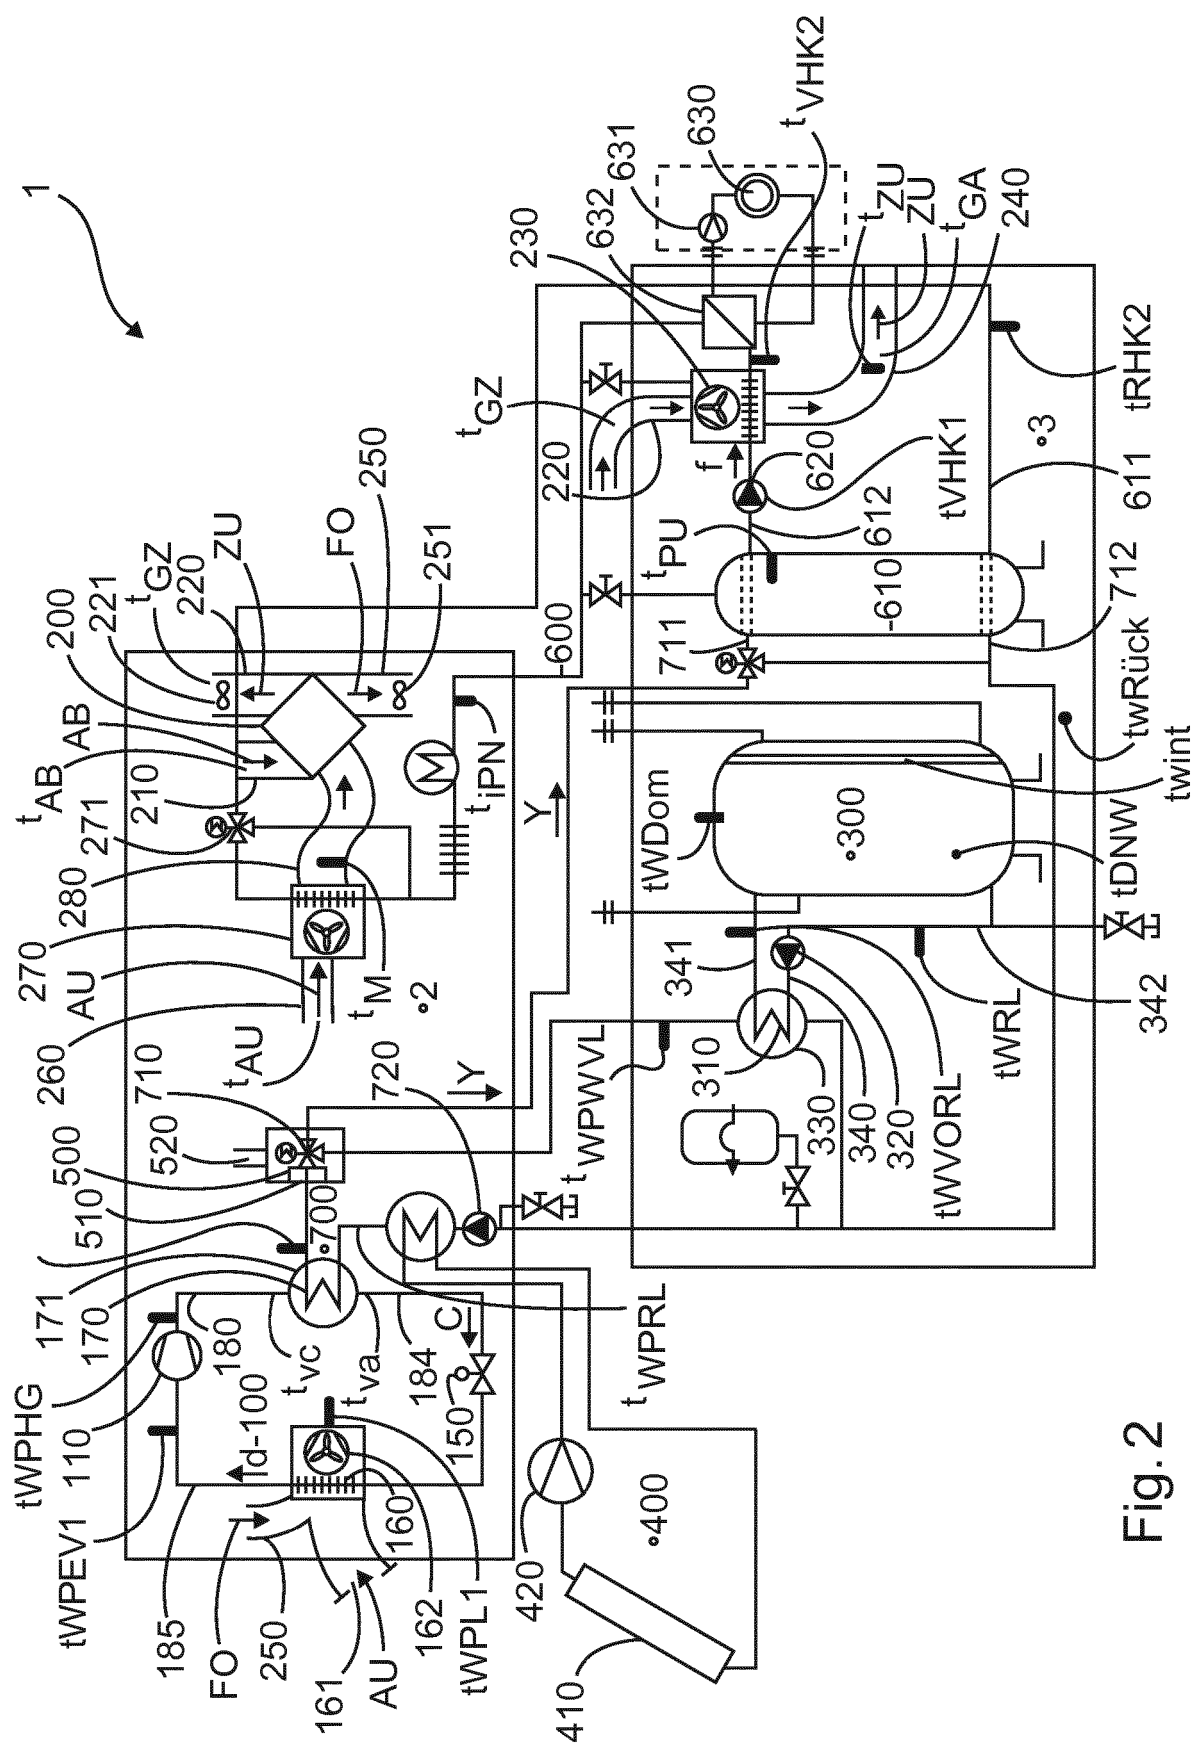 1
tWPHG
tWPEV1
110
185
FO
250
161
AU
162
tWPL1
160
150
d-100
180
170
171
510
500
520
710
260
AU
270
280
271
210
tAB
AB
200
221
220
tGZ
ZU
FO
250
251
tAU
tM
2
tiPN
Y
Y
720
700
tvc
tva
184
C
tWPRL
tWPWVL
420
410
400
600
220
tGZ
230
632
631
630
tVHK2
tZU
ZU
tGA
240
tRHK2
3
611
712
tVHK1
612
620
f
tPU
610
711
twRück
twint
tDNW
300
tWDom
341
310
330
340
320
tWVORL
tWRL
342
Fig. 2